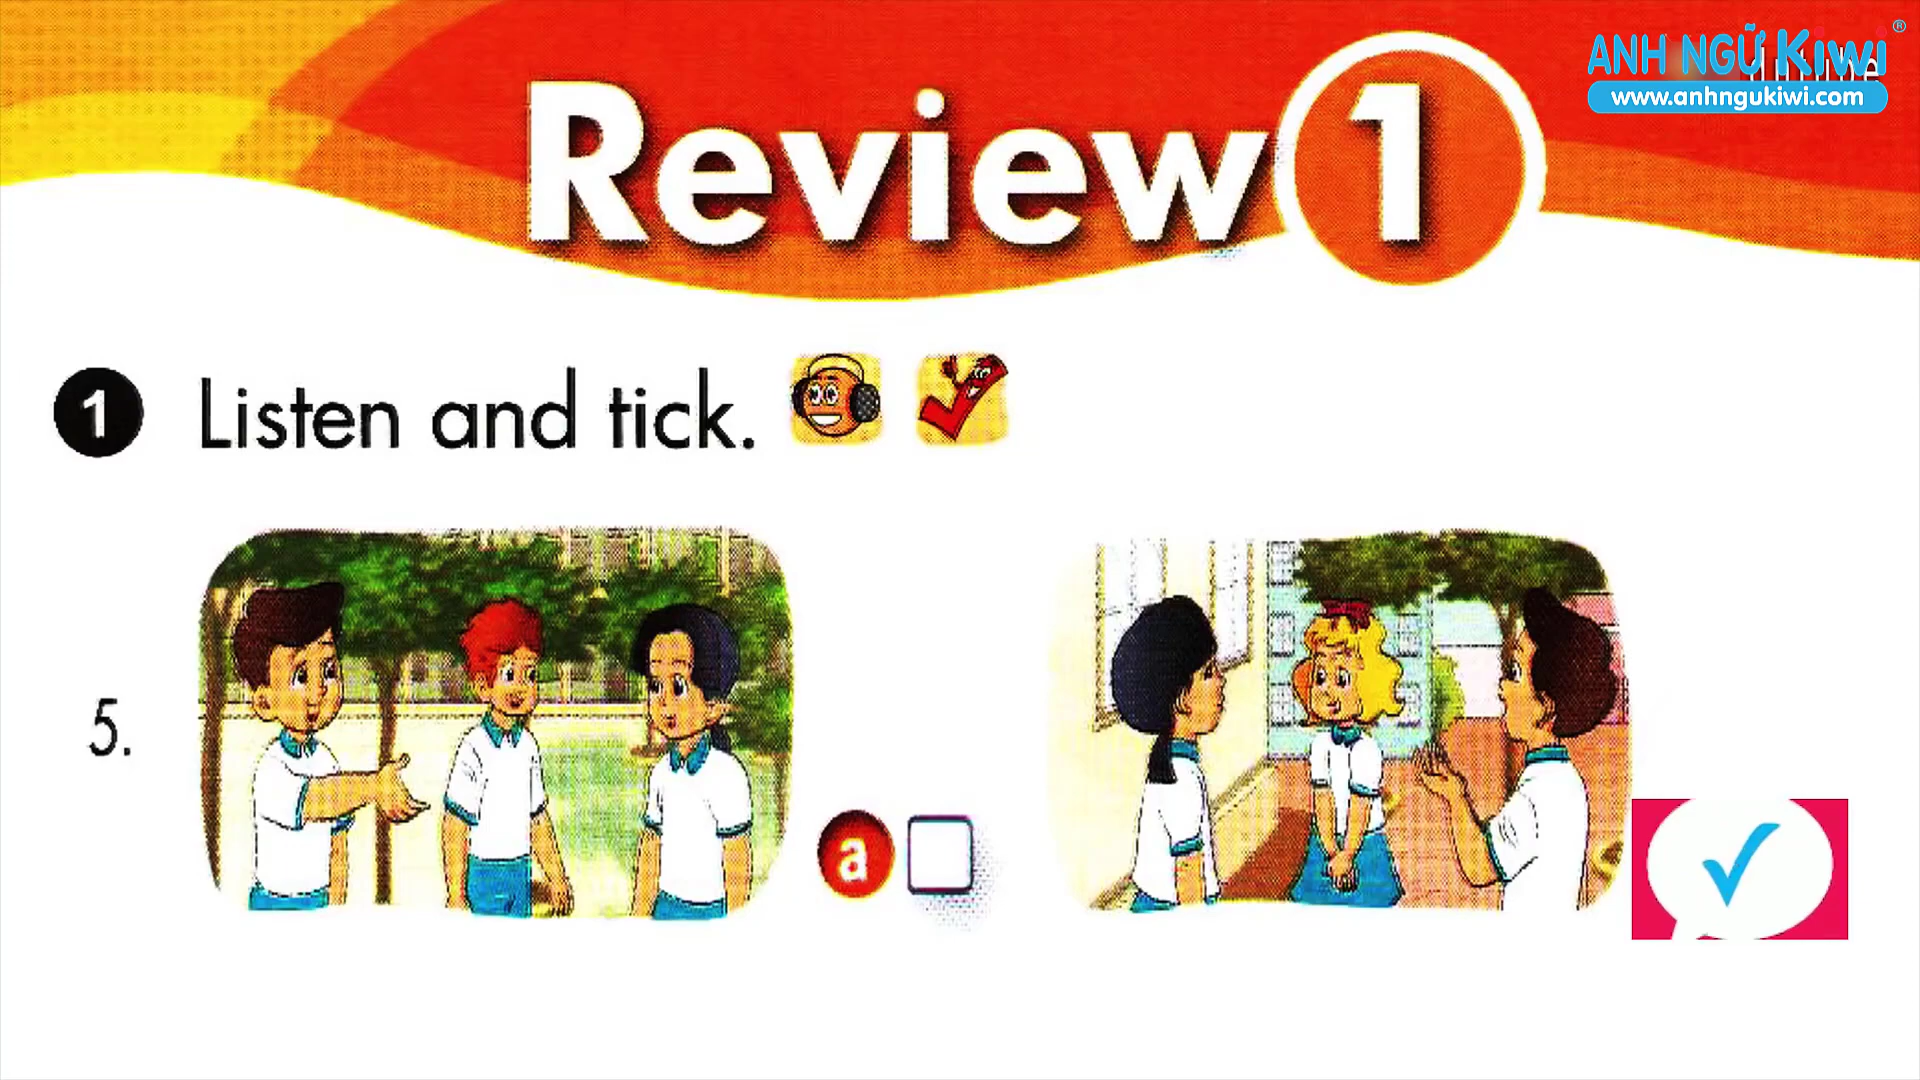 ANH NGỮ KIWI ®
www.anhngukiwi.com
Review 1
1 Listen and tick.
5.
a